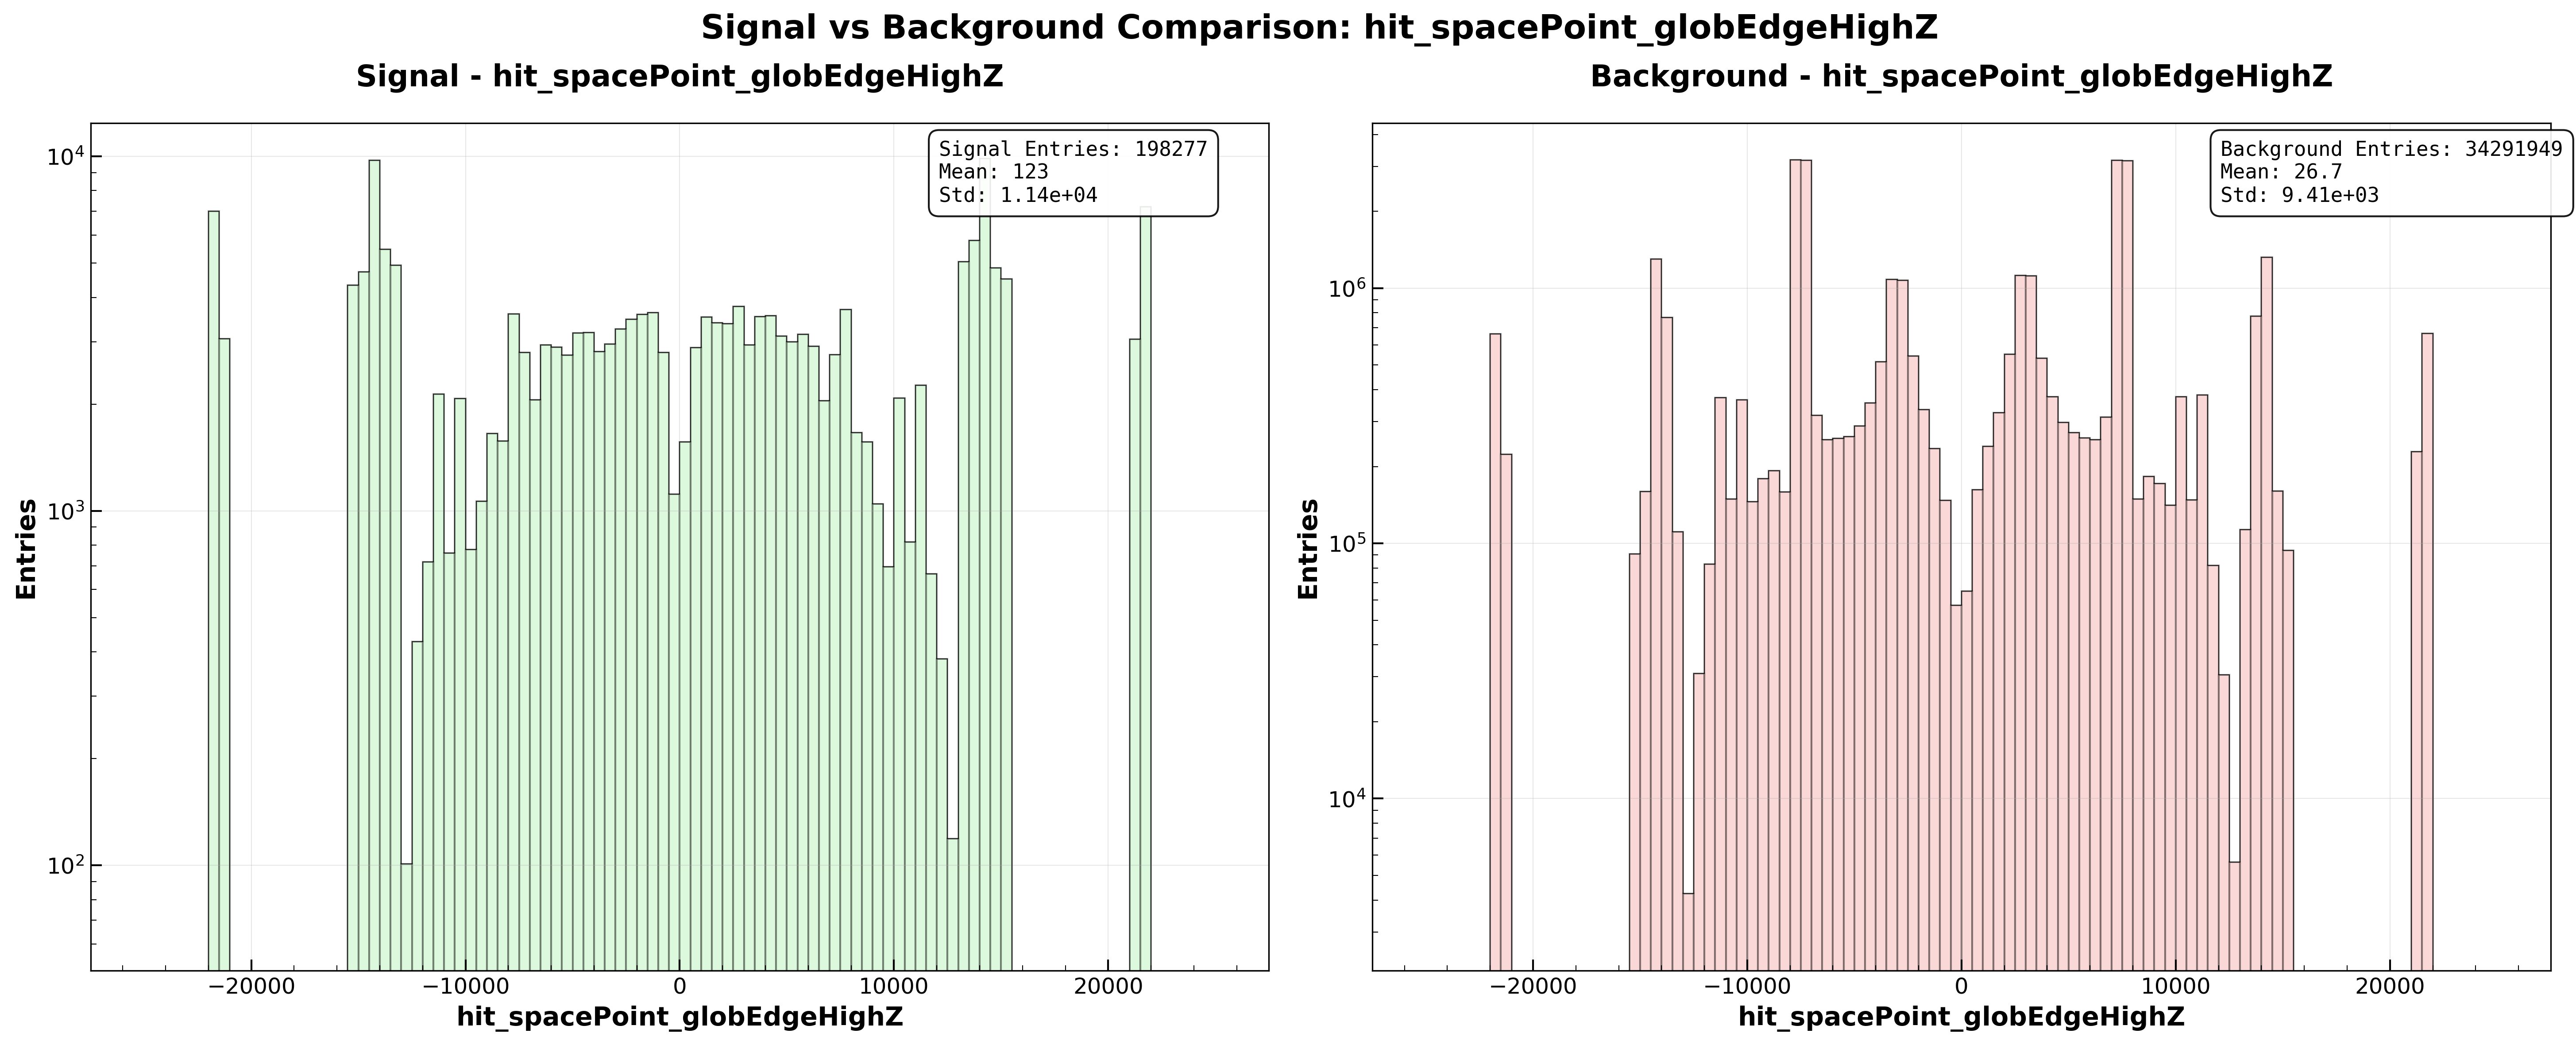 Signal vs Background Comparison: hit_spacePoint_globEdgeHighZ
Signal - hit_spacePoint_globEdgeHighZ
Signal Entries: 198277
Mean: 123
Std: 1.14e+04
10^4
10^3
10^2
Entries
−20000 −10000 0 10000 20000
hit_spacePoint_globEdgeHighZ
Background - hit_spacePoint_globEdgeHighZ
Background Entries: 34291949
Mean: 26.7
Std: 9.41e+03
10^6
10^5
10^4
Entries
−20000 −10000 0 10000 20000
hit_spacePoint_globEdgeHighZ